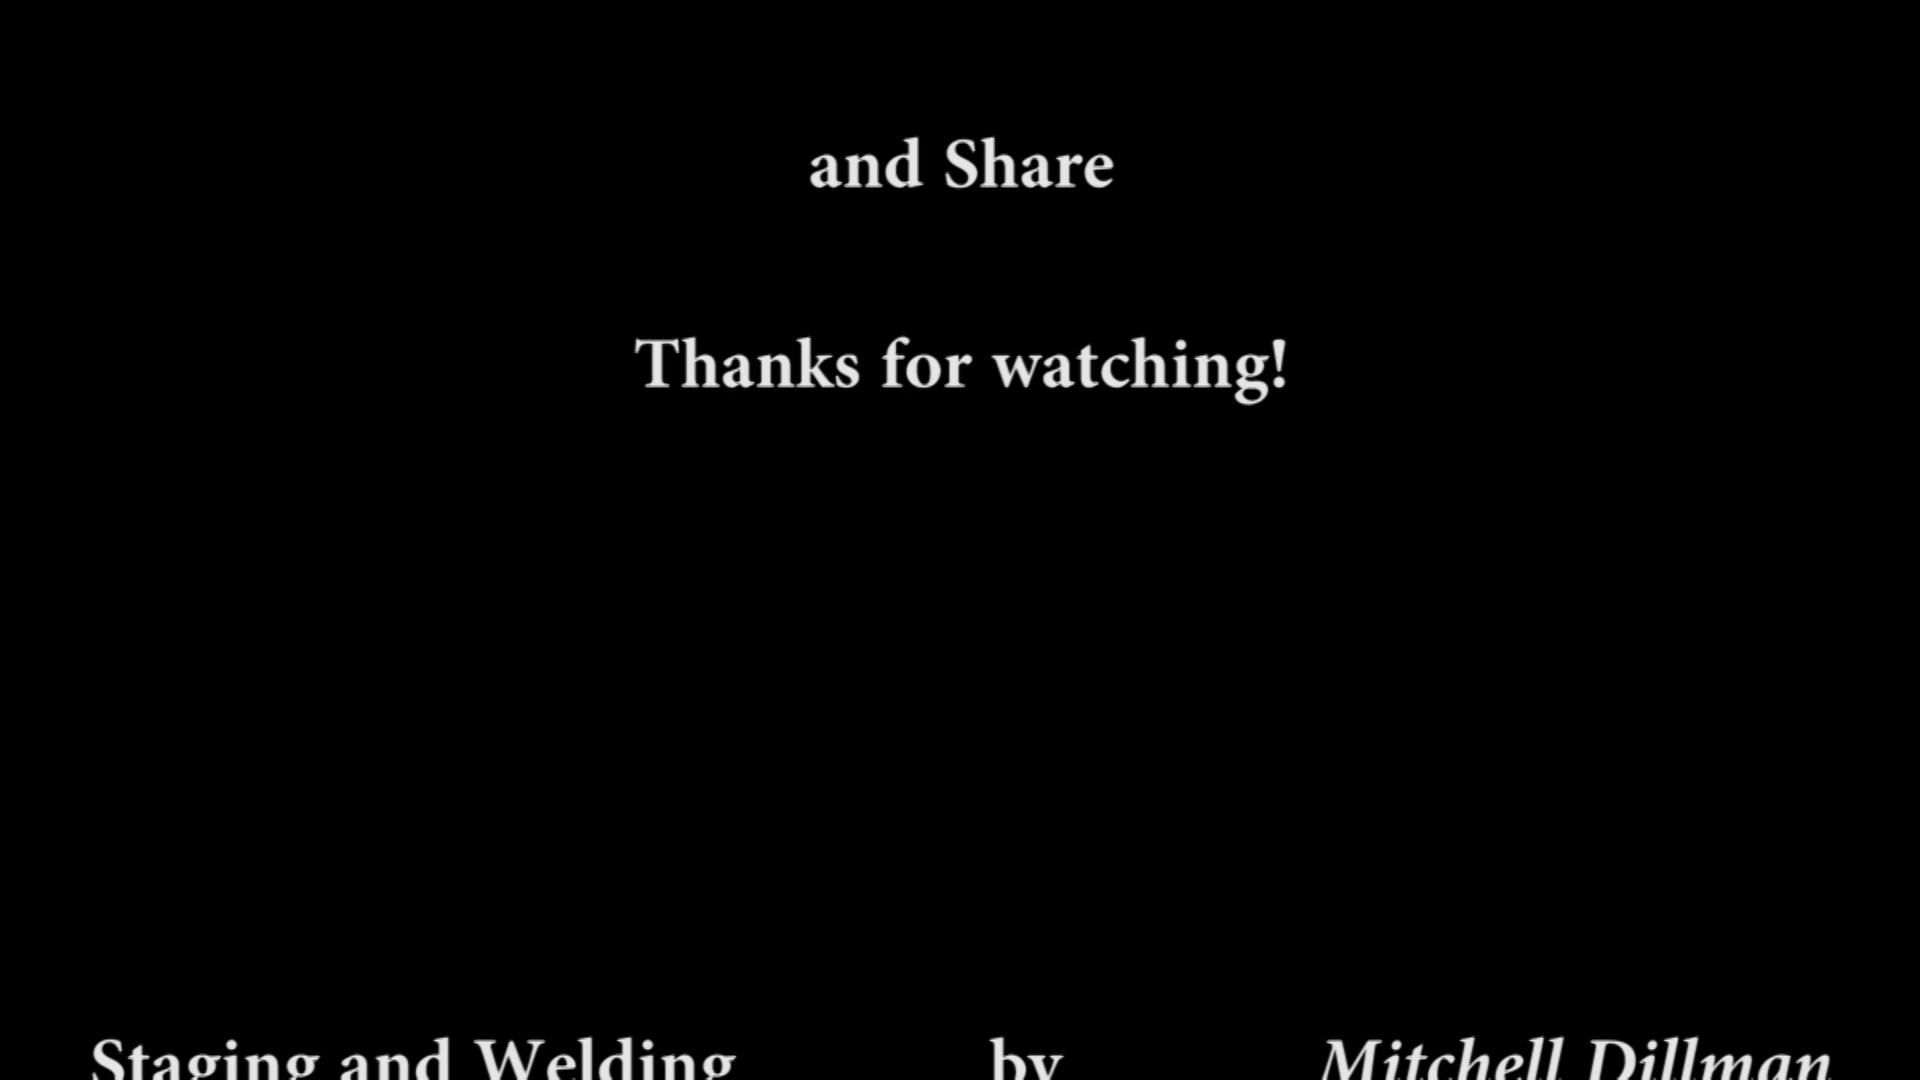 and Share
Thanks for watching!
Staging and Welding by Mitchell Dillman